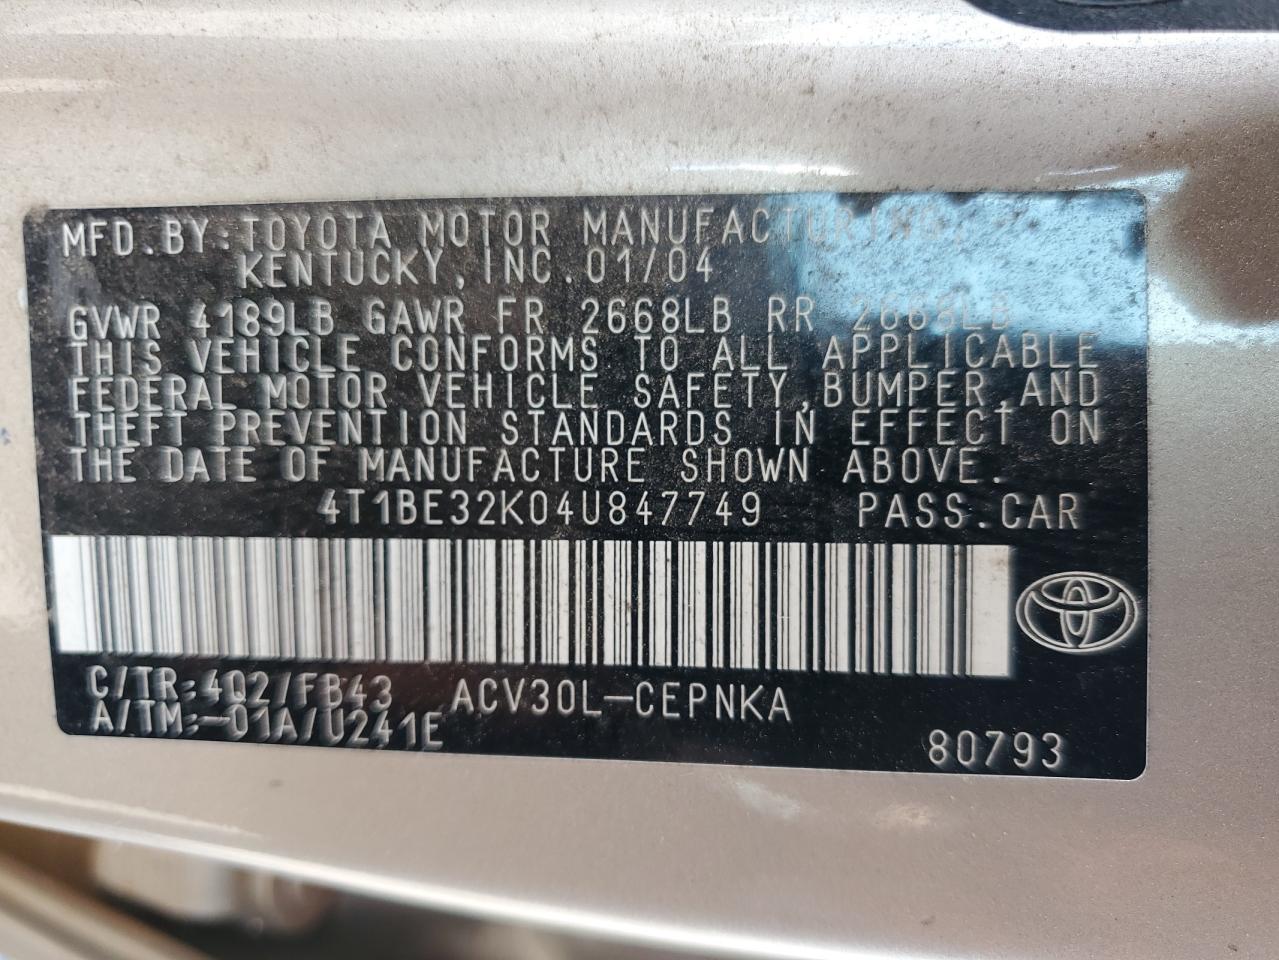 MFD.BY:TOYOTA MOTOR MANUFACTURING,
KENTUCKY, INC. 01/04
GVWR 4189LB GAWR FR 2668LB RR 2668LB
THIS VEHICLE CONFORMS TO ALL APPLICABLE
FEDERAL MOTOR VEHICLE SAFETY,BUMPER,AND
THEFT PREVENTION STANDARDS IN EFFECT ON
THE DATE OF MANUFACTURE SHOWN ABOVE.
4T1BE32K04U847749 PASS.CAR
C/TR:4Q2/FB43 ACV30L-CEPNKA
A/TM:-01A/U241E
80793